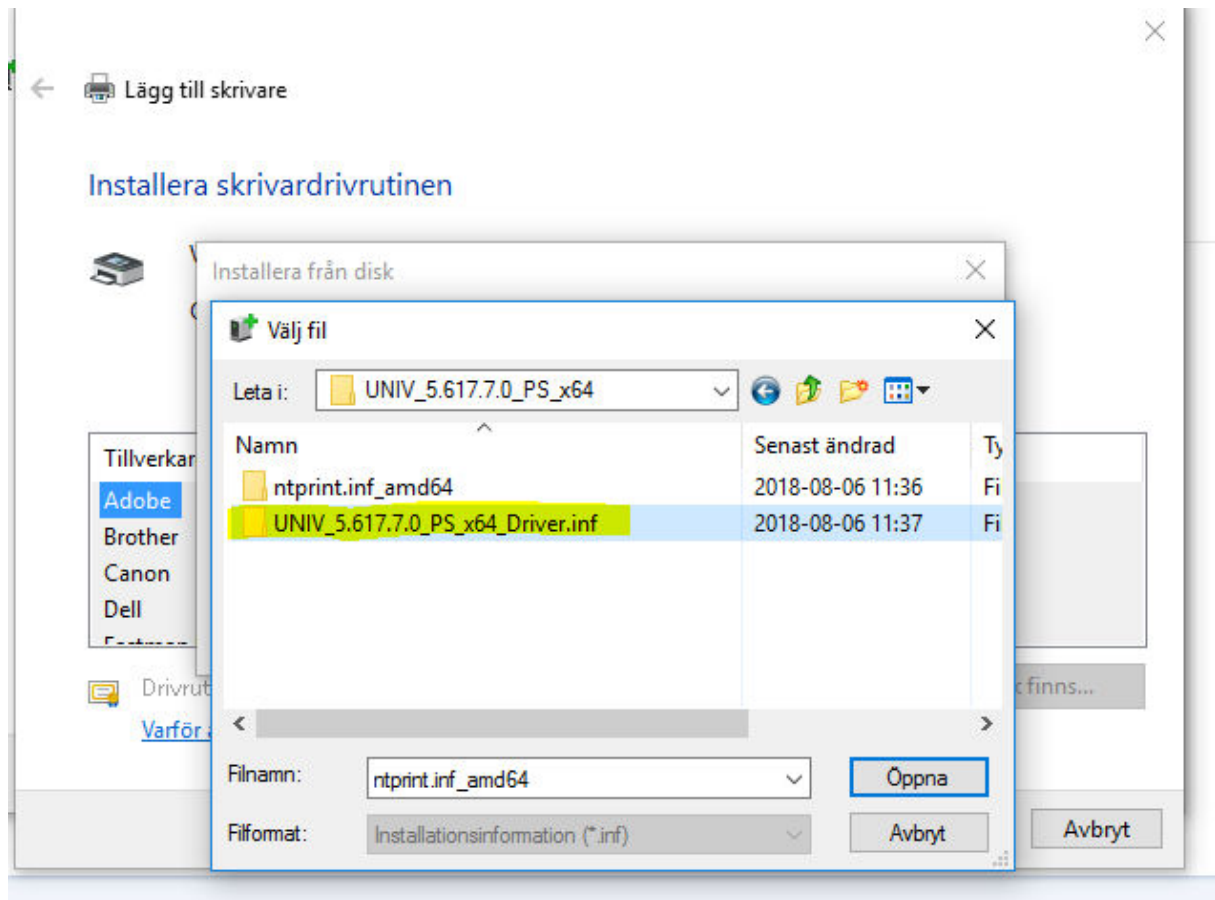 Lägg till skrivare
Installera skrivardrivrutinen
Installera från disk
Välj fil
Leta i: UNIV_5.617.7.0_PS_x64
Namn Senast ändrad Ty
ntprint.inf_amd64 2018-08-06 11:36 Fi
UNIV_5.617.7.0_PS_x64_Driver.inf 2018-08-06 11:37 Fi
Tillverkar
Adobe
Brother
Canon
Dell
Drivrut
finns...
Varför
Filnamn: ntprint.inf_amd64 Öppna
Filformat: Installationsinformation (*.inf) Avbryt
Avbryt